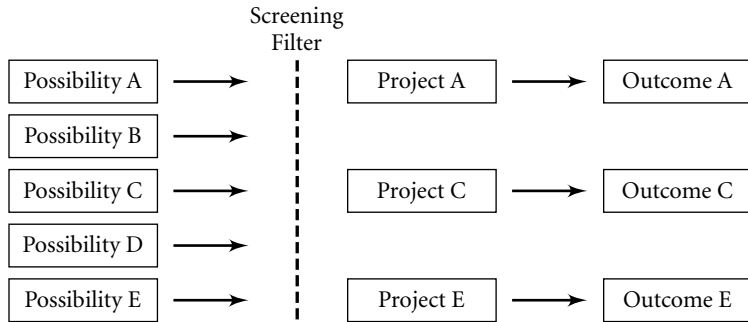 Screening
Filter
Possibility A
Project A
Outcome A
Possibility B
Possibility C
Project C
Outcome C
Possibility D
Possibility E
Project E
Outcome E